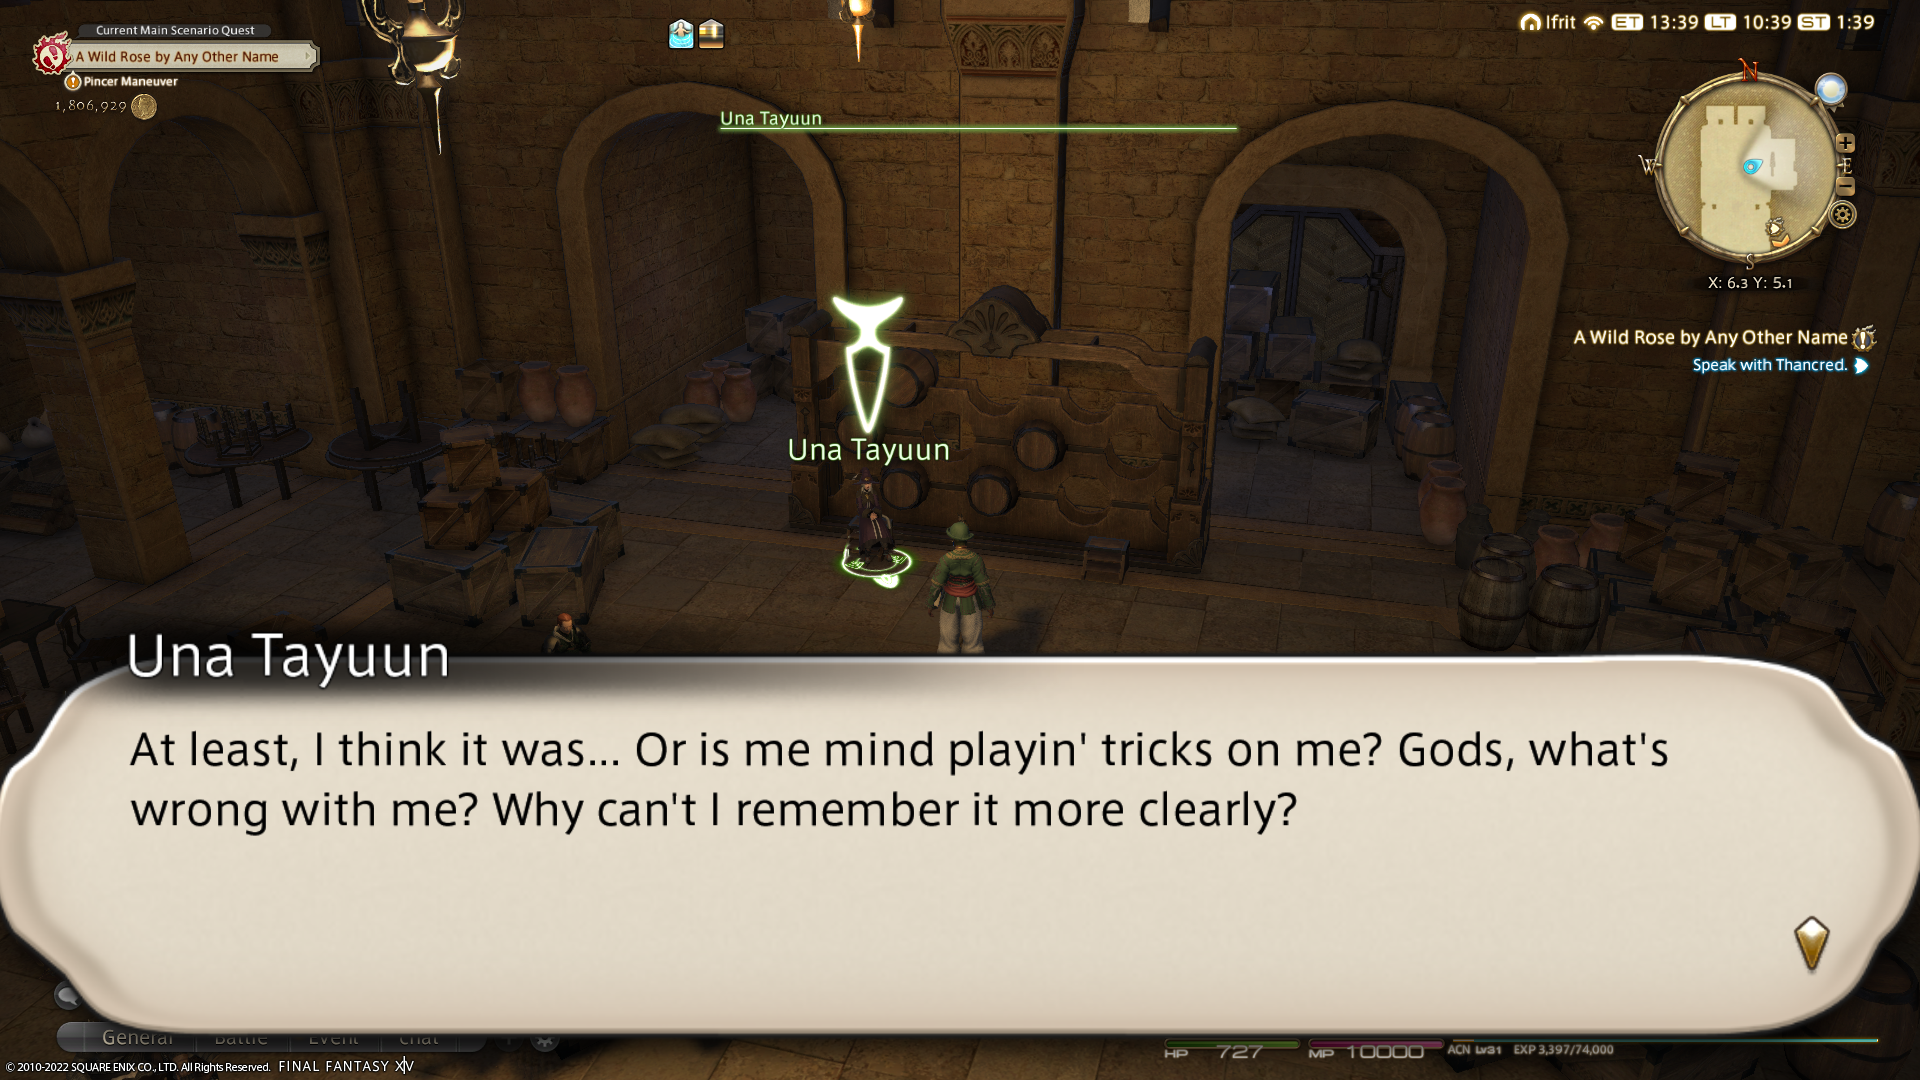 Current Main Scenario Quest
A Wild Rose by Any Other Name
Pincer Maneuver
1,806,929
Ifrit ET 13:39 LT 10:39 ST 1:39
N
W
E
S
X: 6.3 Y: 5.1
A Wild Rose by Any Other Name
Speak with Thancred.
Una Tayuun
Una Tayuun
Una Tayuun
At least, I think it was... Or is me mind playin' tricks on me? Gods, what's
wrong with me? Why can't I remember it more clearly?
General Battle Event Chat
HP 727 MP 10000 ACN Lv31 EXP 3,397/74,000
© 2010-2022 SQUARE ENIX CO., LTD. All Rights Reserved. FINAL FANTASY XIV